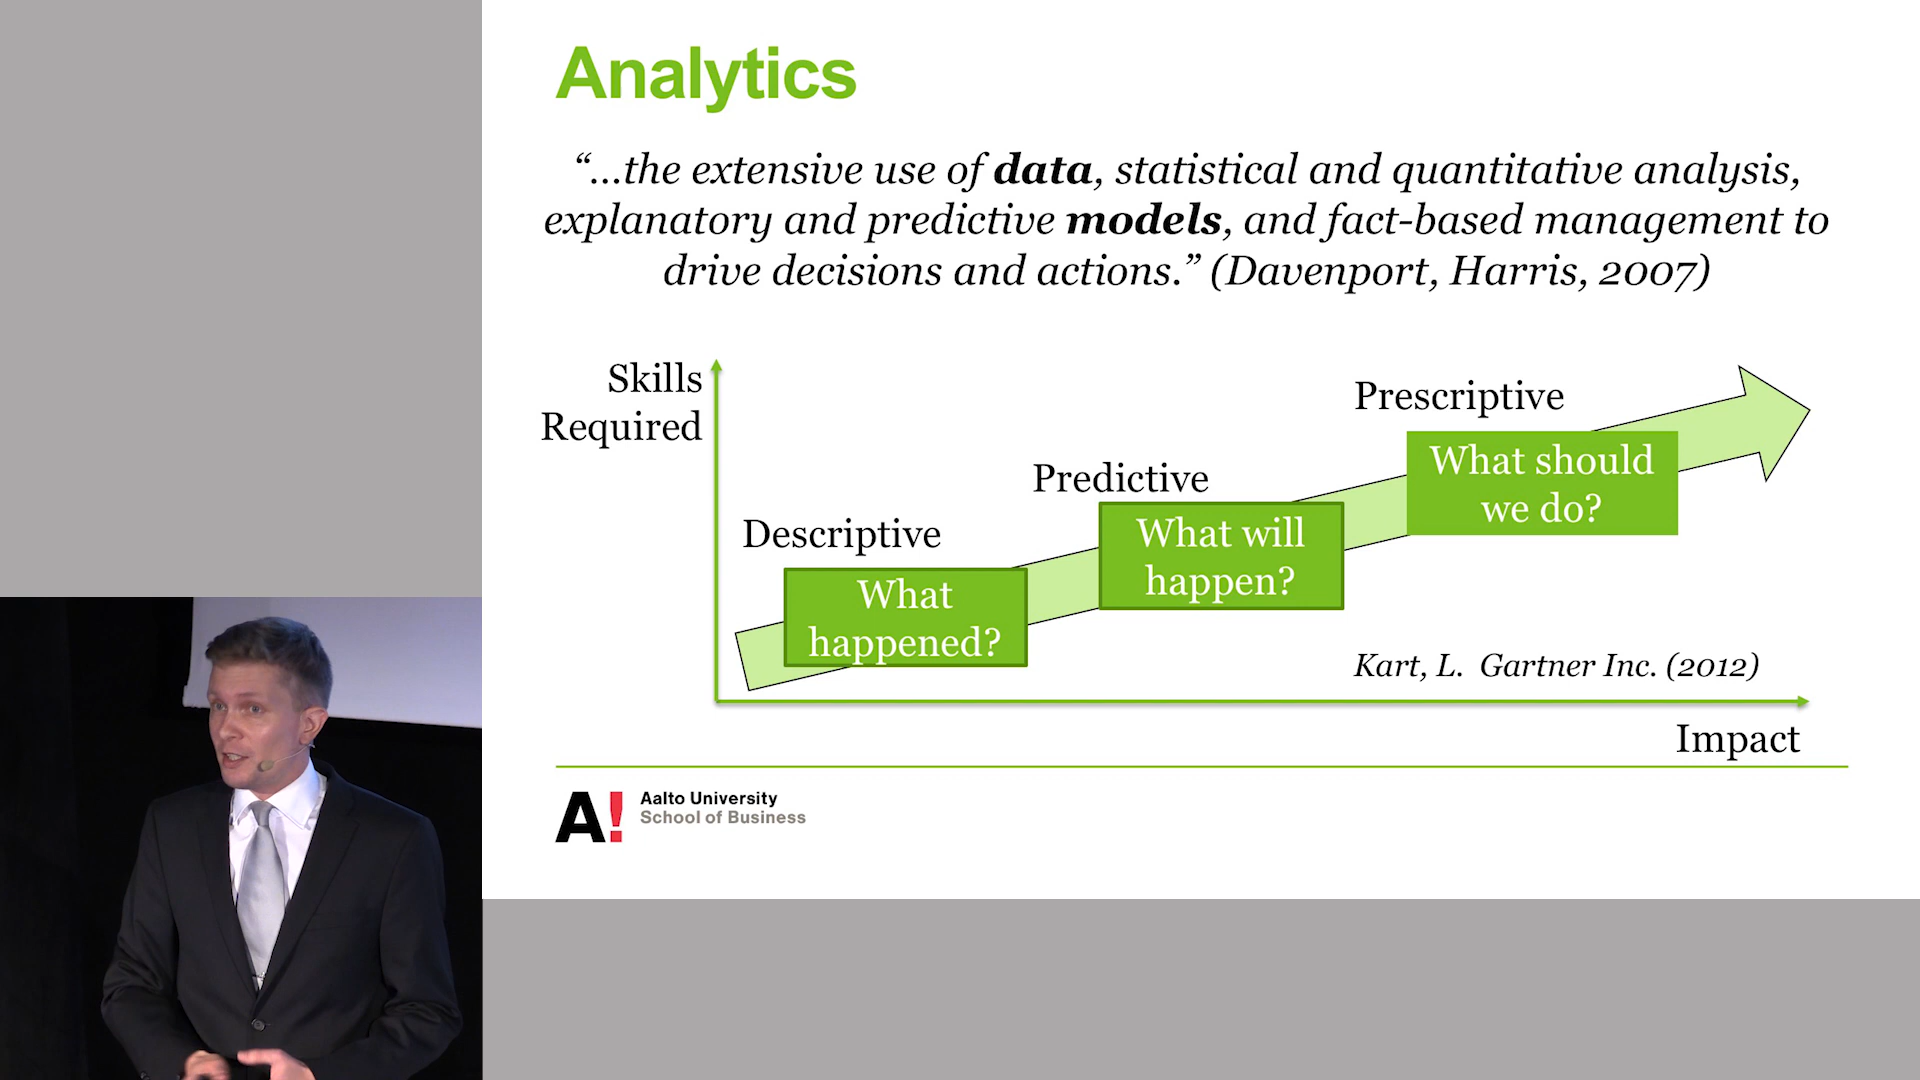 Analytics
“…the extensive use of data, statistical and quantitative analysis,
explanatory and predictive models, and fact-based management to
drive decisions and actions.” (Davenport, Harris, 2007)
Skills
Required
Descriptive
What
happened?
Predictive
What will
happen?
Prescriptive
What should
we do?
Kart, L. Gartner Inc. (2012)
Impact
A!
Aalto University
School of Business